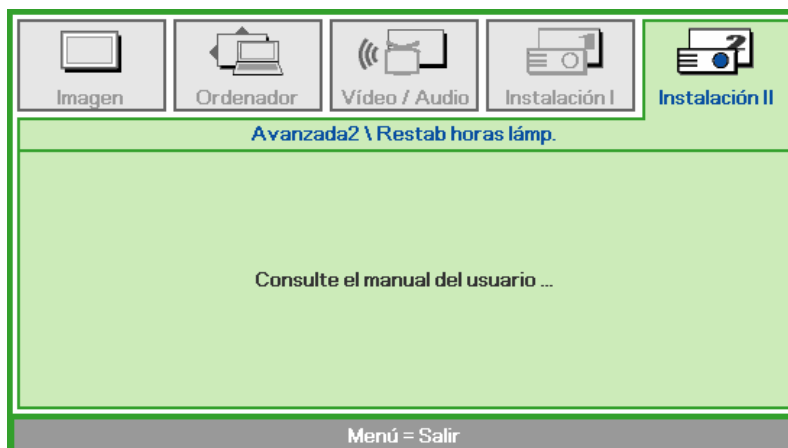 Imagen
Ordenador
Vídeo / Audio
Instalación I
Instalación II
Avanzada2 \ Restab horas lámp.
Consulte el manual del usuario ...
Menú = Salir